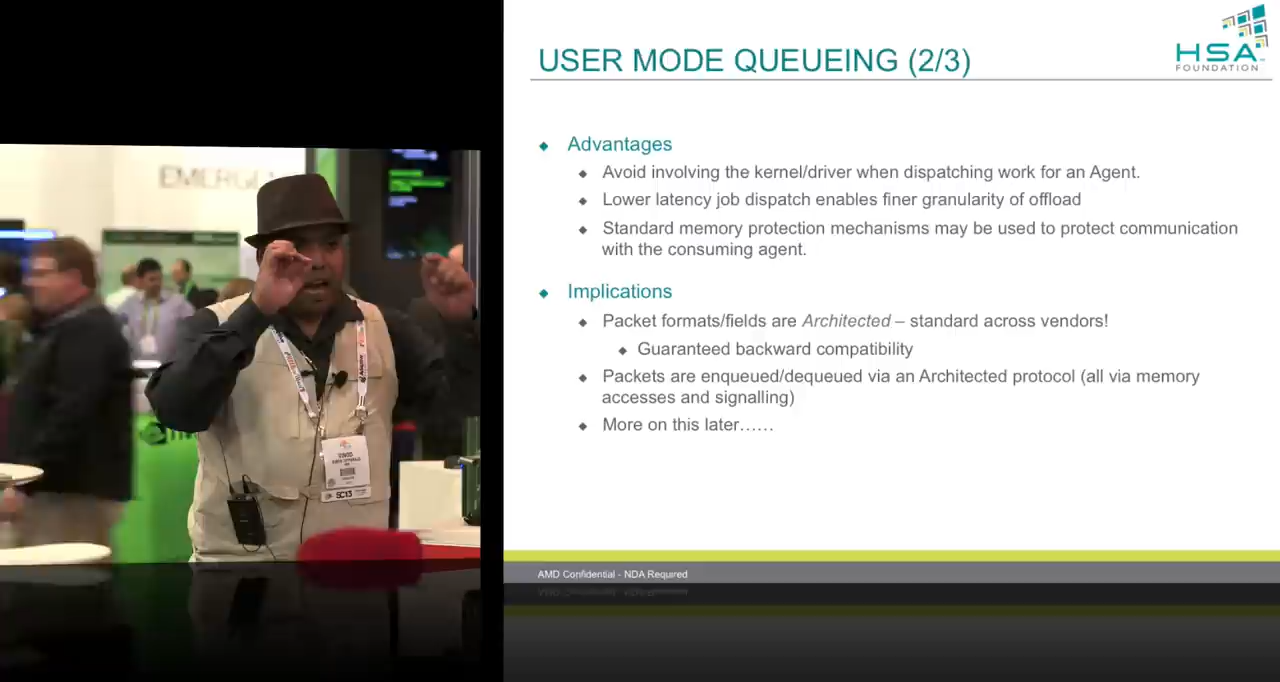 EMERGE
VINOD
SC13
USER MODE QUEUEING (2/3)
HSA
FOUNDATION
Advantages
Avoid involving the kernel/driver when dispatching work for an Agent.
Lower latency job dispatch enables finer granularity of offload
Standard memory protection mechanisms may be used to protect communication
with the consuming agent.
Implications
Packet formats/fields are Architected – standard across vendors!
Guaranteed backward compatibility
Packets are enqueued/dequeued via an Architected protocol (all via memory
accesses and signalling)
More on this later……
AMD Confidential - NDA Required